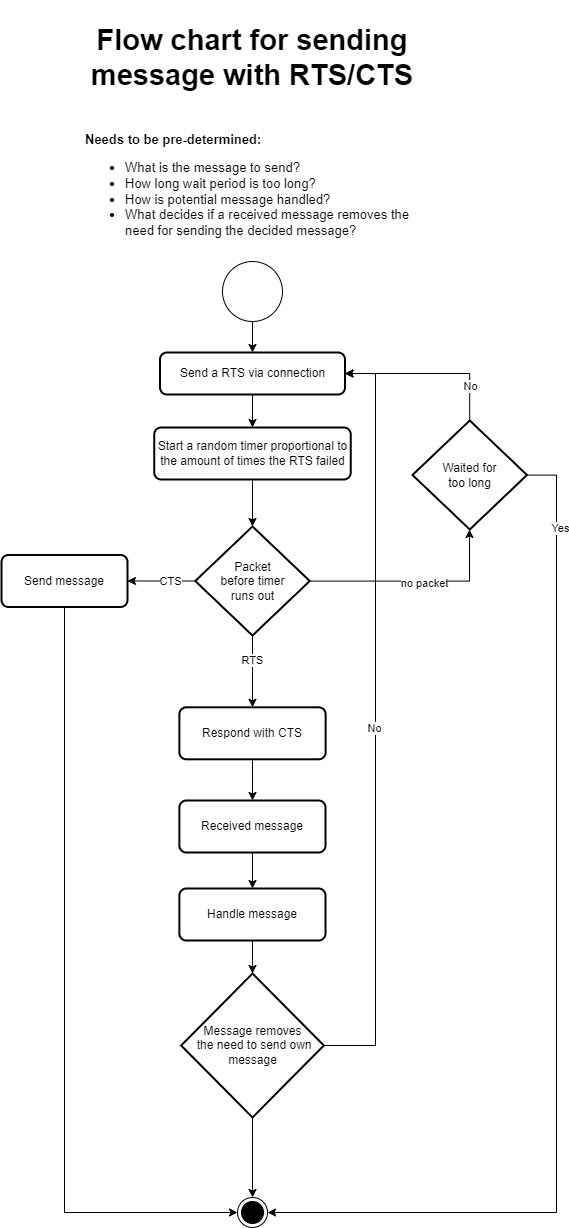 Flow chart for sending
message with RTS/CTS
Needs to be pre-determined:
What is the message to send?
How long wait period is too long?
How is potential message handled?
What decides if a received message removes the
need for sending the decided message?
Send a RTS via connection
No
Start a random timer proportional to
the amount of times the RTS failed
Waited for
too long
Yes
Packet
before timer
runs out
Send message
CTS
no packet
RTS
Respond with CTS
No
Received message
Handle message
Message removes
the need to send own
message